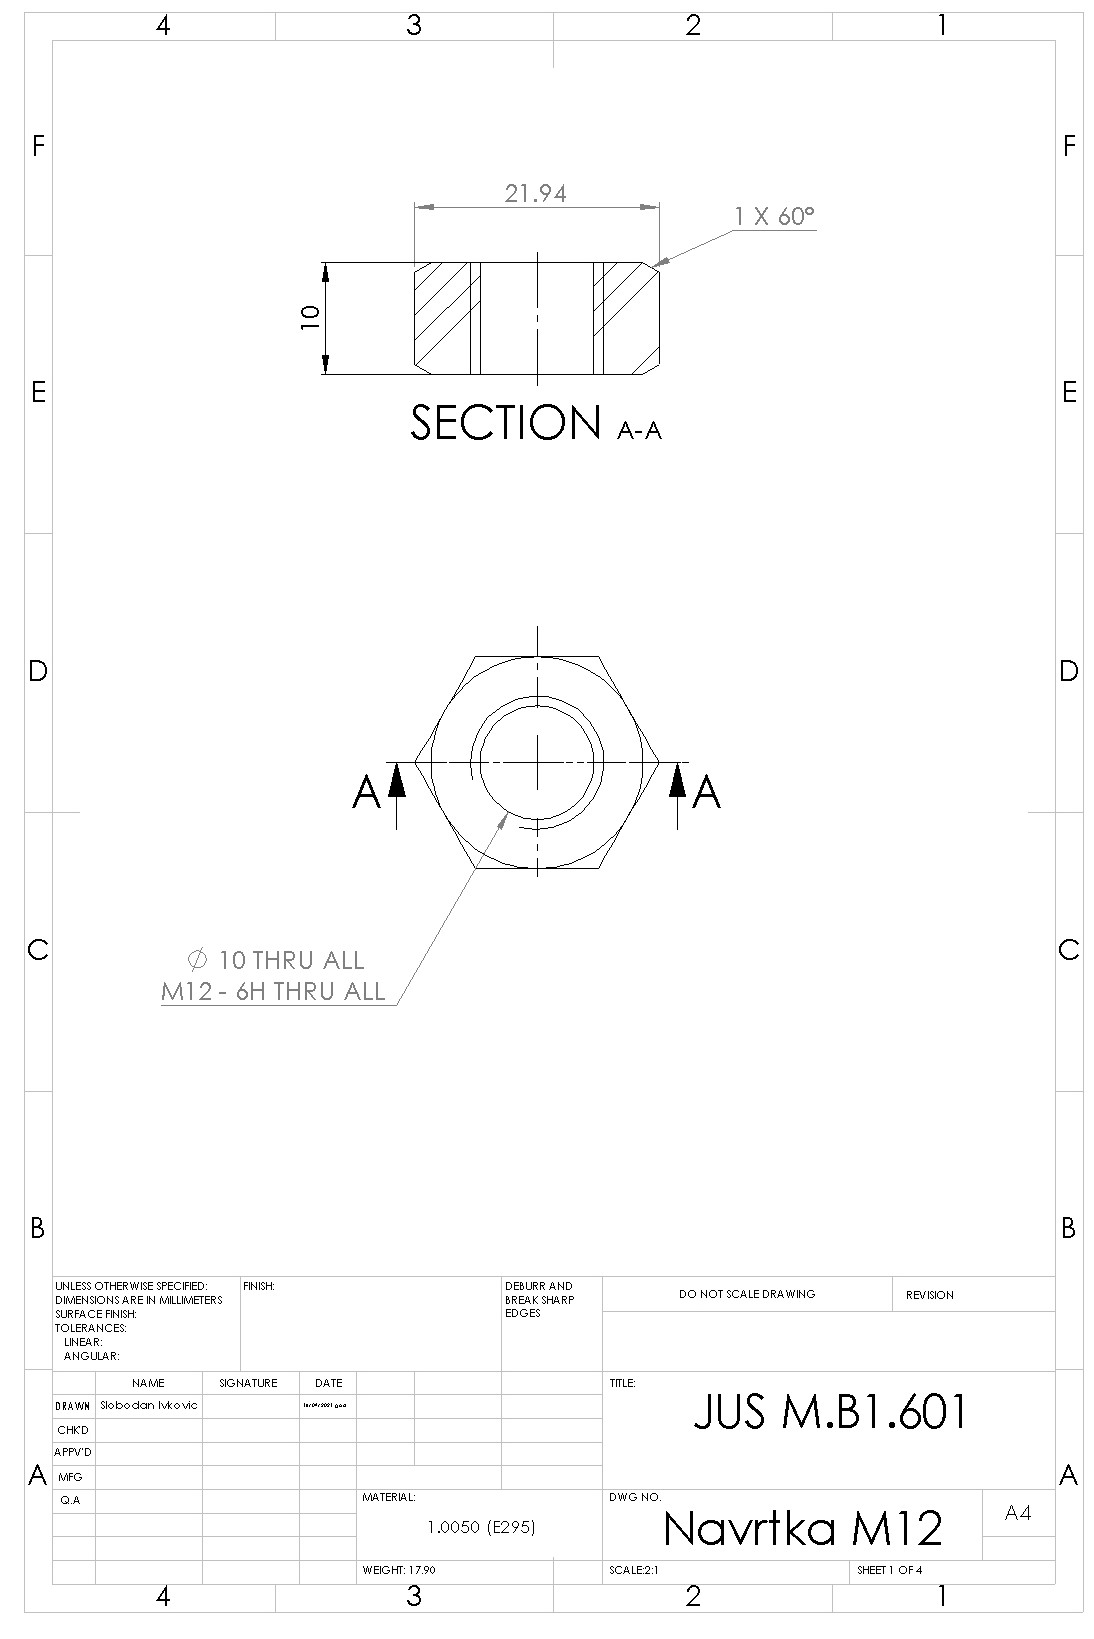 4 3 2 1
F F
21.94
1 X 60°
10
E E
SECTION A-A
D D
A A
C C
Ø 10 THRU ALL
M12 - 6H THRU ALL
B B
UNLESS OTHERWISE SPECIFIED:
DIMENSIONS ARE IN MILLIMETERS
SURFACE FINISH:
TOLERANCES:
LINEAR:
ANGULAR:
FINISH:
DEBURR AND
BREAK SHARP
EDGES
DO NOT SCALE DRAWING
REVISION
NAME SIGNATURE DATE
DRAWN Slobodan Ivkovic
CHK'D
APPV'D
MFG
Q.A
TITLE:
JUS M.B1.601
A A
MATERIAL:
1.0050 (E295)
DWG NO.
Navrtka M12
A4
WEIGHT: 17.90
SCALE:2:1
SHEET 1 OF 4
4 3 2 1